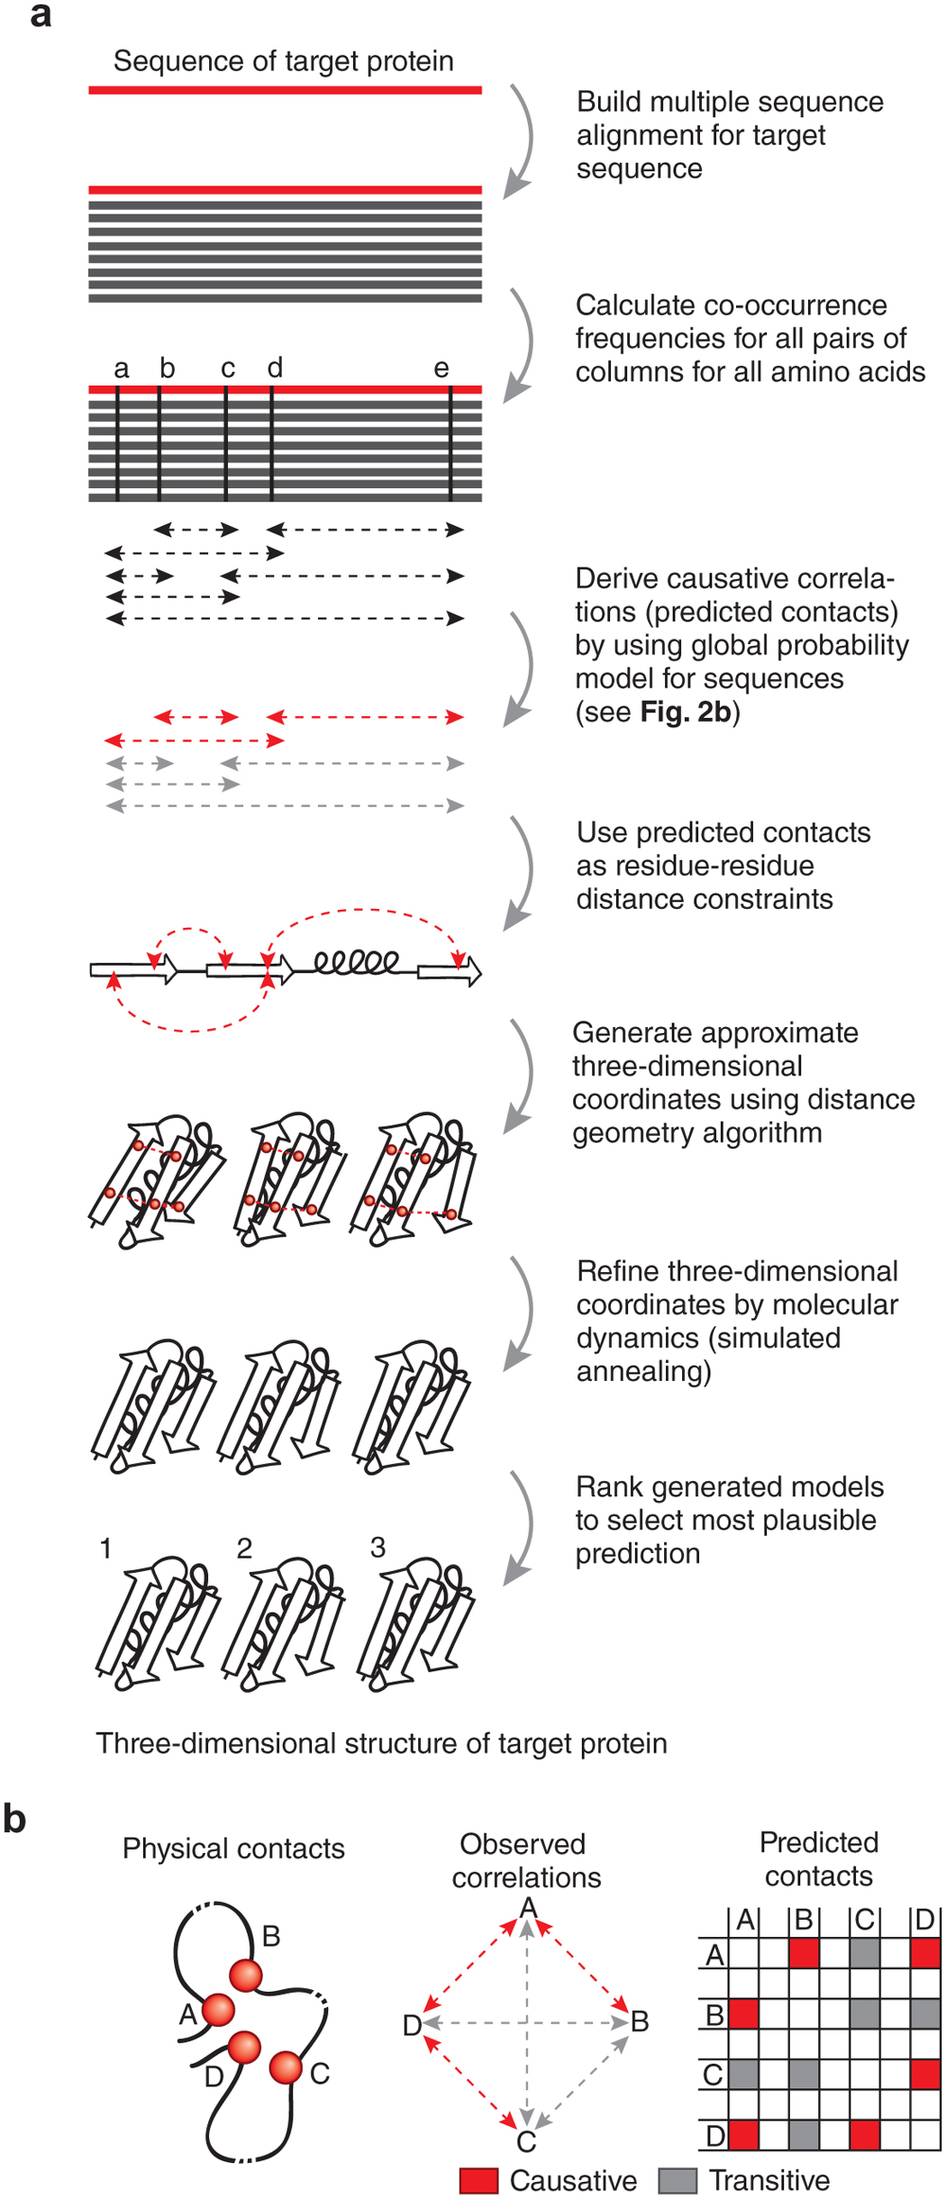 a
Sequence of target protein
Build multiple sequence
alignment for target
sequence
Calculate co-occurrence
frequencies for all pairs of
columns for all amino acids
a b c d e
Derive causative correla-
tions (predicted contacts)
by using global probability
model for sequences
(see Fig. 2b)
Use predicted contacts
as residue-residue
distance constraints
Generate approximate
three-dimensional
coordinates using distance
geometry algorithm
Refine three-dimensional
coordinates by molecular
dynamics (simulated
annealing)
Rank generated models
to select most plausible
prediction
1 2 3
Three-dimensional structure of target protein
b
Physical contacts
B
A
D
C
Observed
correlations
A
D
B
C
Predicted
contacts
A B C D
A
B
C
D
Causative
Transitive